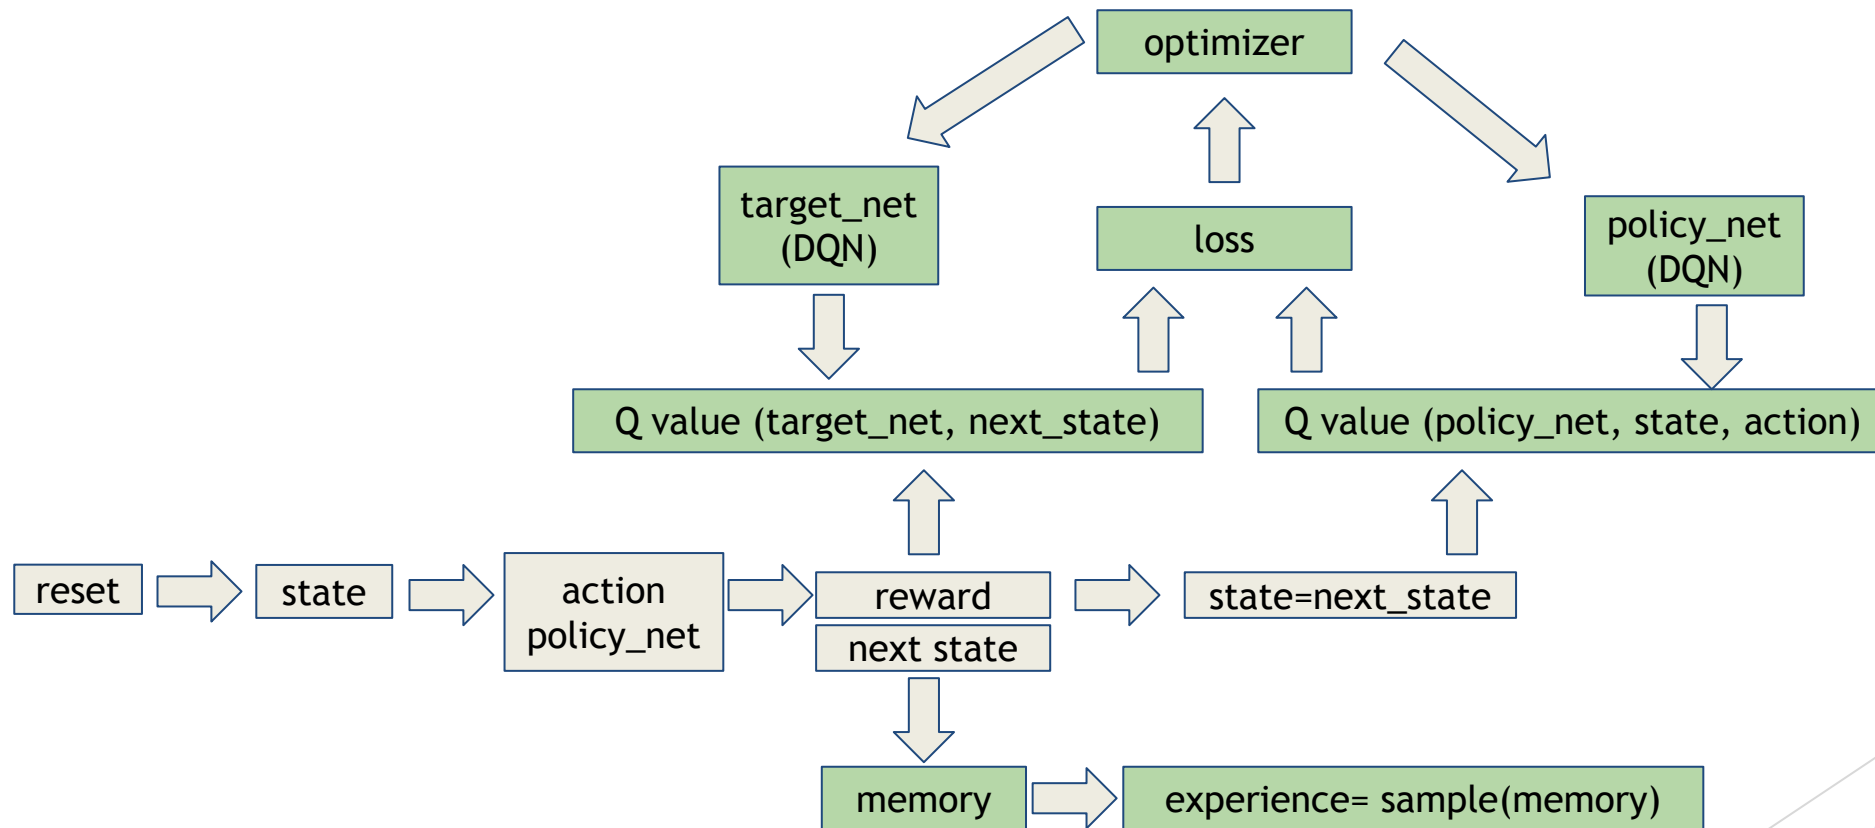 optimizer
target_net
(DQN)
loss
policy_net
(DQN)
Q value (target_net, next_state)
Q value (policy_net, state, action)
reset
state
action
policy_net
reward
next state
state=next_state
memory
experience= sample(memory)